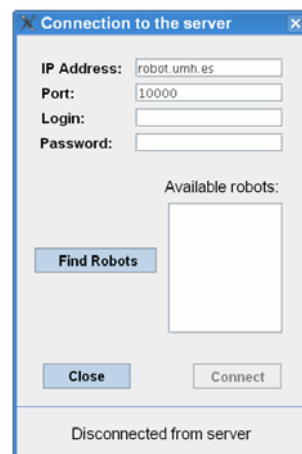 Connection to the server
IP Address: robot.umh.es
Port: 10000
Login:
Password:
Available robots:
Find Robots
Close Connect
Disconnected from server